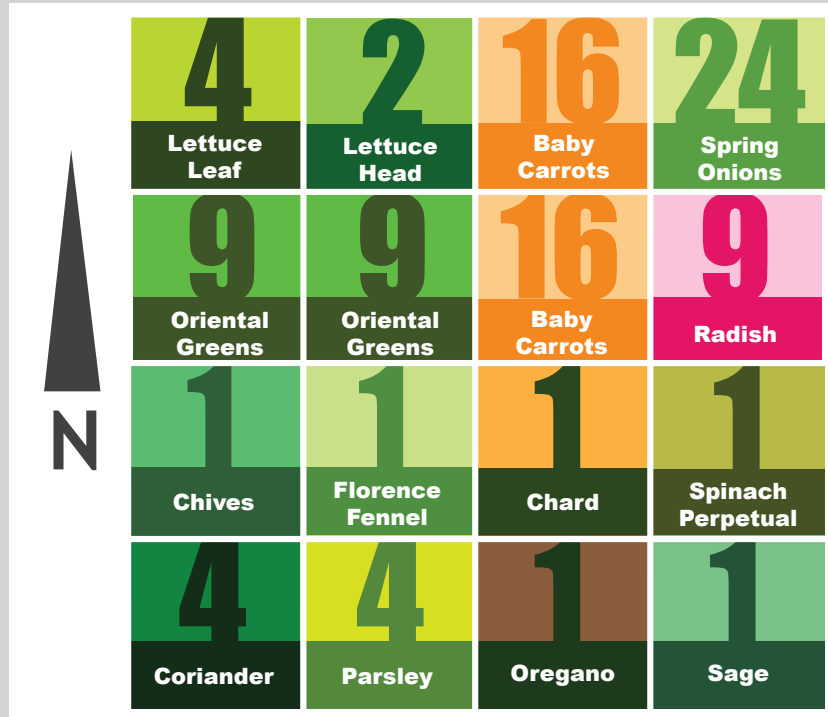 4
Lettuce
Leaf
2
Lettuce
Head
16
Baby
Carrots
24
Spring
Onions
9
Oriental
Greens
9
Oriental
Greens
16
Baby
Carrots
9
Radish
N
1
Chives
1
Florence
Fennel
1
Chard
1
Spinach
Perpetual
4
Coriander
4
Parsley
1
Oregano
1
Sage